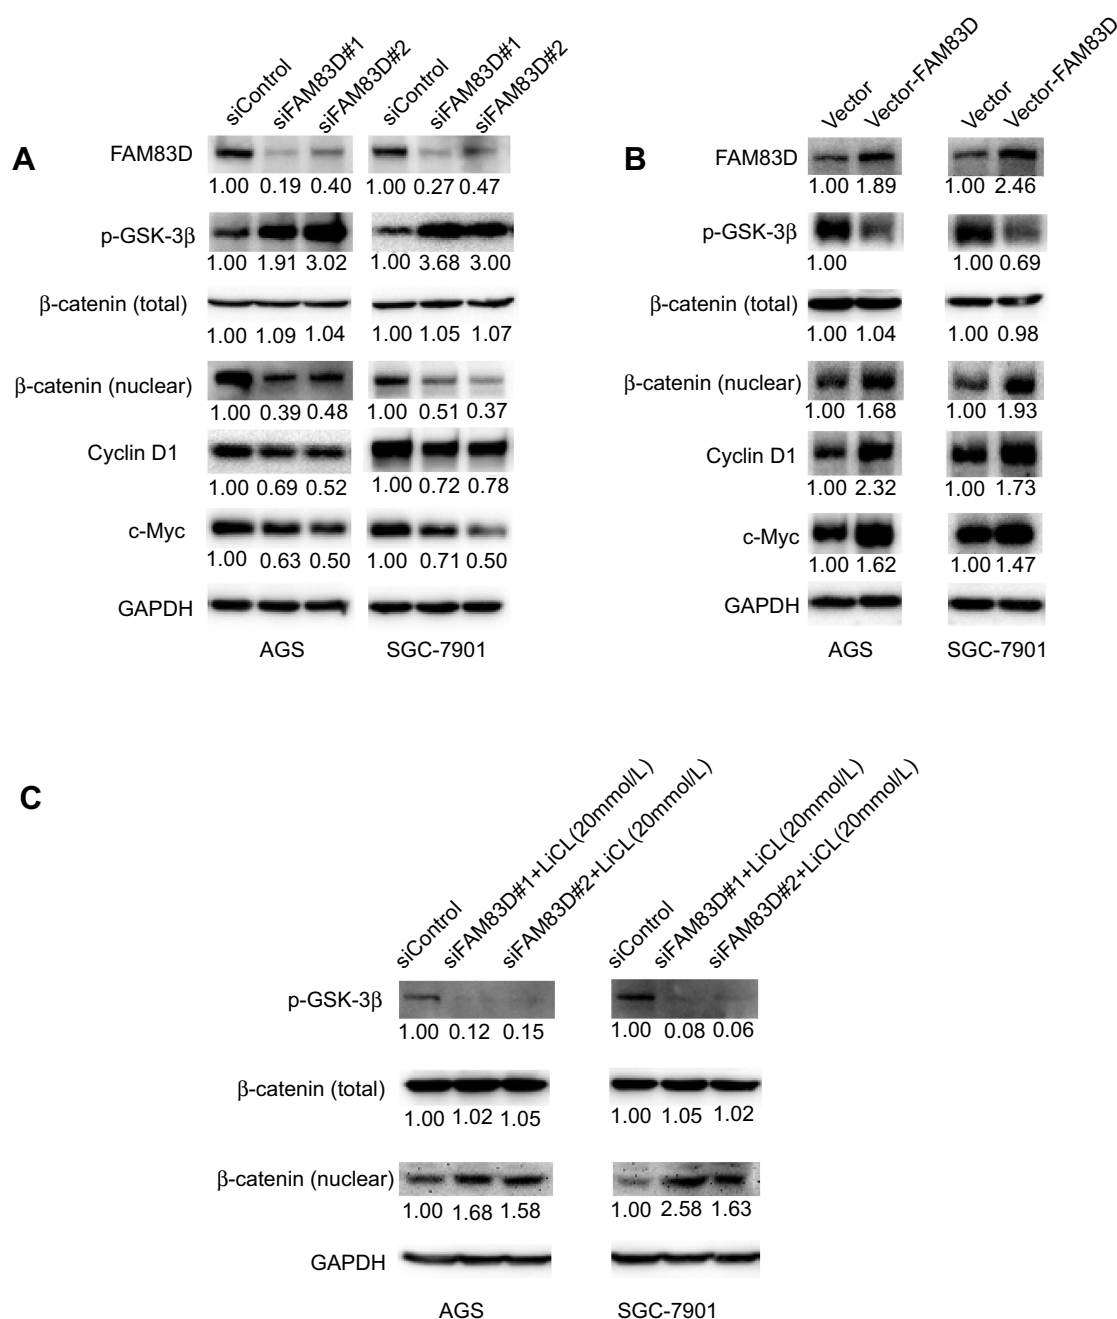 A
siControl
siFAM83D#1
siFAM83D#2
siControl
siFAM83D#1
siFAM83D#2
FAM83D
1.00 0.19 0.40 1.00 0.27 0.47
p-GSK-3β
1.00 1.91 3.02 1.00 3.68 3.00
β-catenin (total)
1.00 1.09 1.04 1.00 1.05 1.07
β-catenin (nuclear)
1.00 0.39 0.48 1.00 0.51 0.37
Cyclin D1
1.00 0.69 0.52 1.00 0.72 0.78
c-Myc
1.00 0.63 0.50 1.00 0.71 0.50
GAPDH
AGS SGC-7901
B
Vector
Vector-FAM83D
Vector
Vector-FAM83D
FAM83D
1.00 1.89 1.00 2.46
p-GSK-3β
1.00 1.00 0.69
β-catenin (total)
1.00 1.04 1.00 0.98
β-catenin (nuclear)
1.00 1.68 1.00 1.93
Cyclin D1
1.00 2.32 1.00 1.73
c-Myc
1.00 1.62 1.00 1.47
GAPDH
AGS SGC-7901
C
siControl
siFAM83D#1+LiCL(20mmol/L)
siFAM83D#2+LiCL(20mmol/L)
siControl
siFAM83D#1+LiCL(20mmol/L)
siFAM83D#2+LiCL(20mmol/L)
p-GSK-3β
1.00 0.12 0.15 1.00 0.08 0.06
β-catenin (total)
1.00 1.02 1.05 1.00 1.05 1.02
β-catenin (nuclear)
1.00 1.68 1.58 1.00 2.58 1.63
GAPDH
AGS SGC-7901